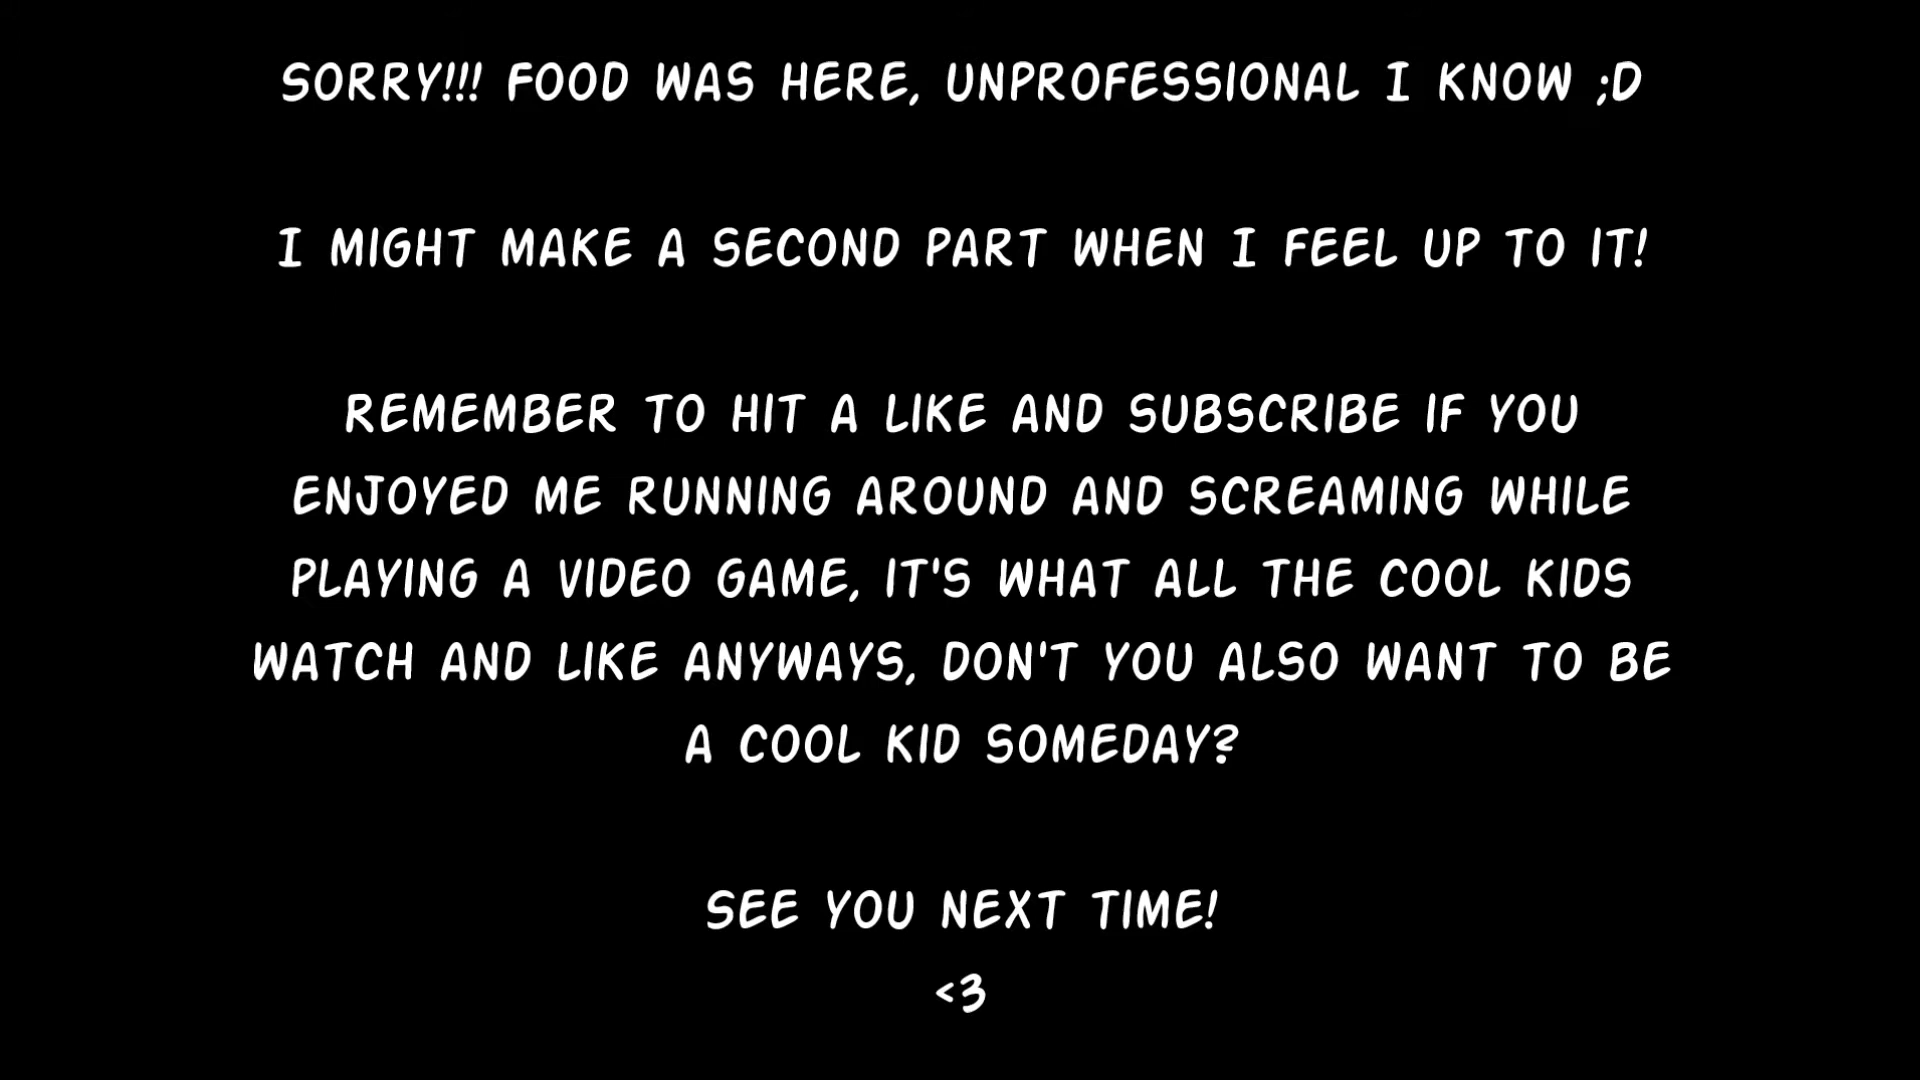 SORRY!!! FOOD WAS HERE, UNPROFESSIONAL I KNOW ;D
I MIGHT MAKE A SECOND PART WHEN I FEEL UP TO IT!
REMEMBER TO HIT A LIKE AND SUBSCRIBE IF YOU
ENJOYED ME RUNNING AROUND AND SCREAMING WHILE
PLAYING A VIDEO GAME, IT'S WHAT ALL THE COOL KIDS
WATCH AND LIKE ANYWAYS, DON'T YOU ALSO WANT TO BE
A COOL KID SOMEDAY?
SEE YOU NEXT TIME!
<3